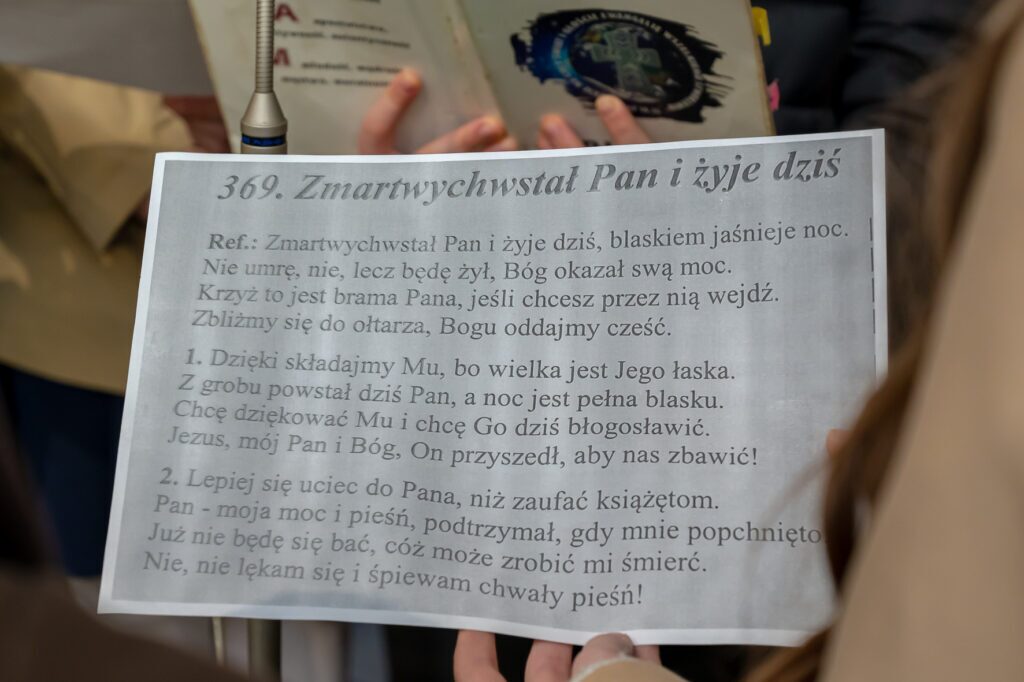 A
M
369. Zmartwychwstał Pan i żyje dziś
Ref.: Zmartwychwstał Pan i żyje dziś, blaskiem jaśnieje noc.
Nie umrę, nie, lecz będę żył, Bóg okazał swą moc.
Krzyż to jest brama Pana, jeśli chcesz przez nią wejdź.
Zbliżmy się do ołtarza, Bogu oddajmy cześć.
1. Dzięki składajmy Mu, bo wielka jest Jego łaska.
Z grobu powstał dziś Pan, a noc jest pełna blasku.
Chcę dziękować Mu i chcę Go dziś błogosławić.
Jezus, mój Pan i Bóg, On przyszedł, aby nas zbawić!
2. Lepiej się uciec do Pana, niż zaufać książętom.
Pan - moja moc i pieśń, podtrzymał, gdy mnie popchnięto.
Już nie będę się bać, cóż może zrobić mi śmierć.
Nie, nie lękam się i śpiewam chwały pieśń!